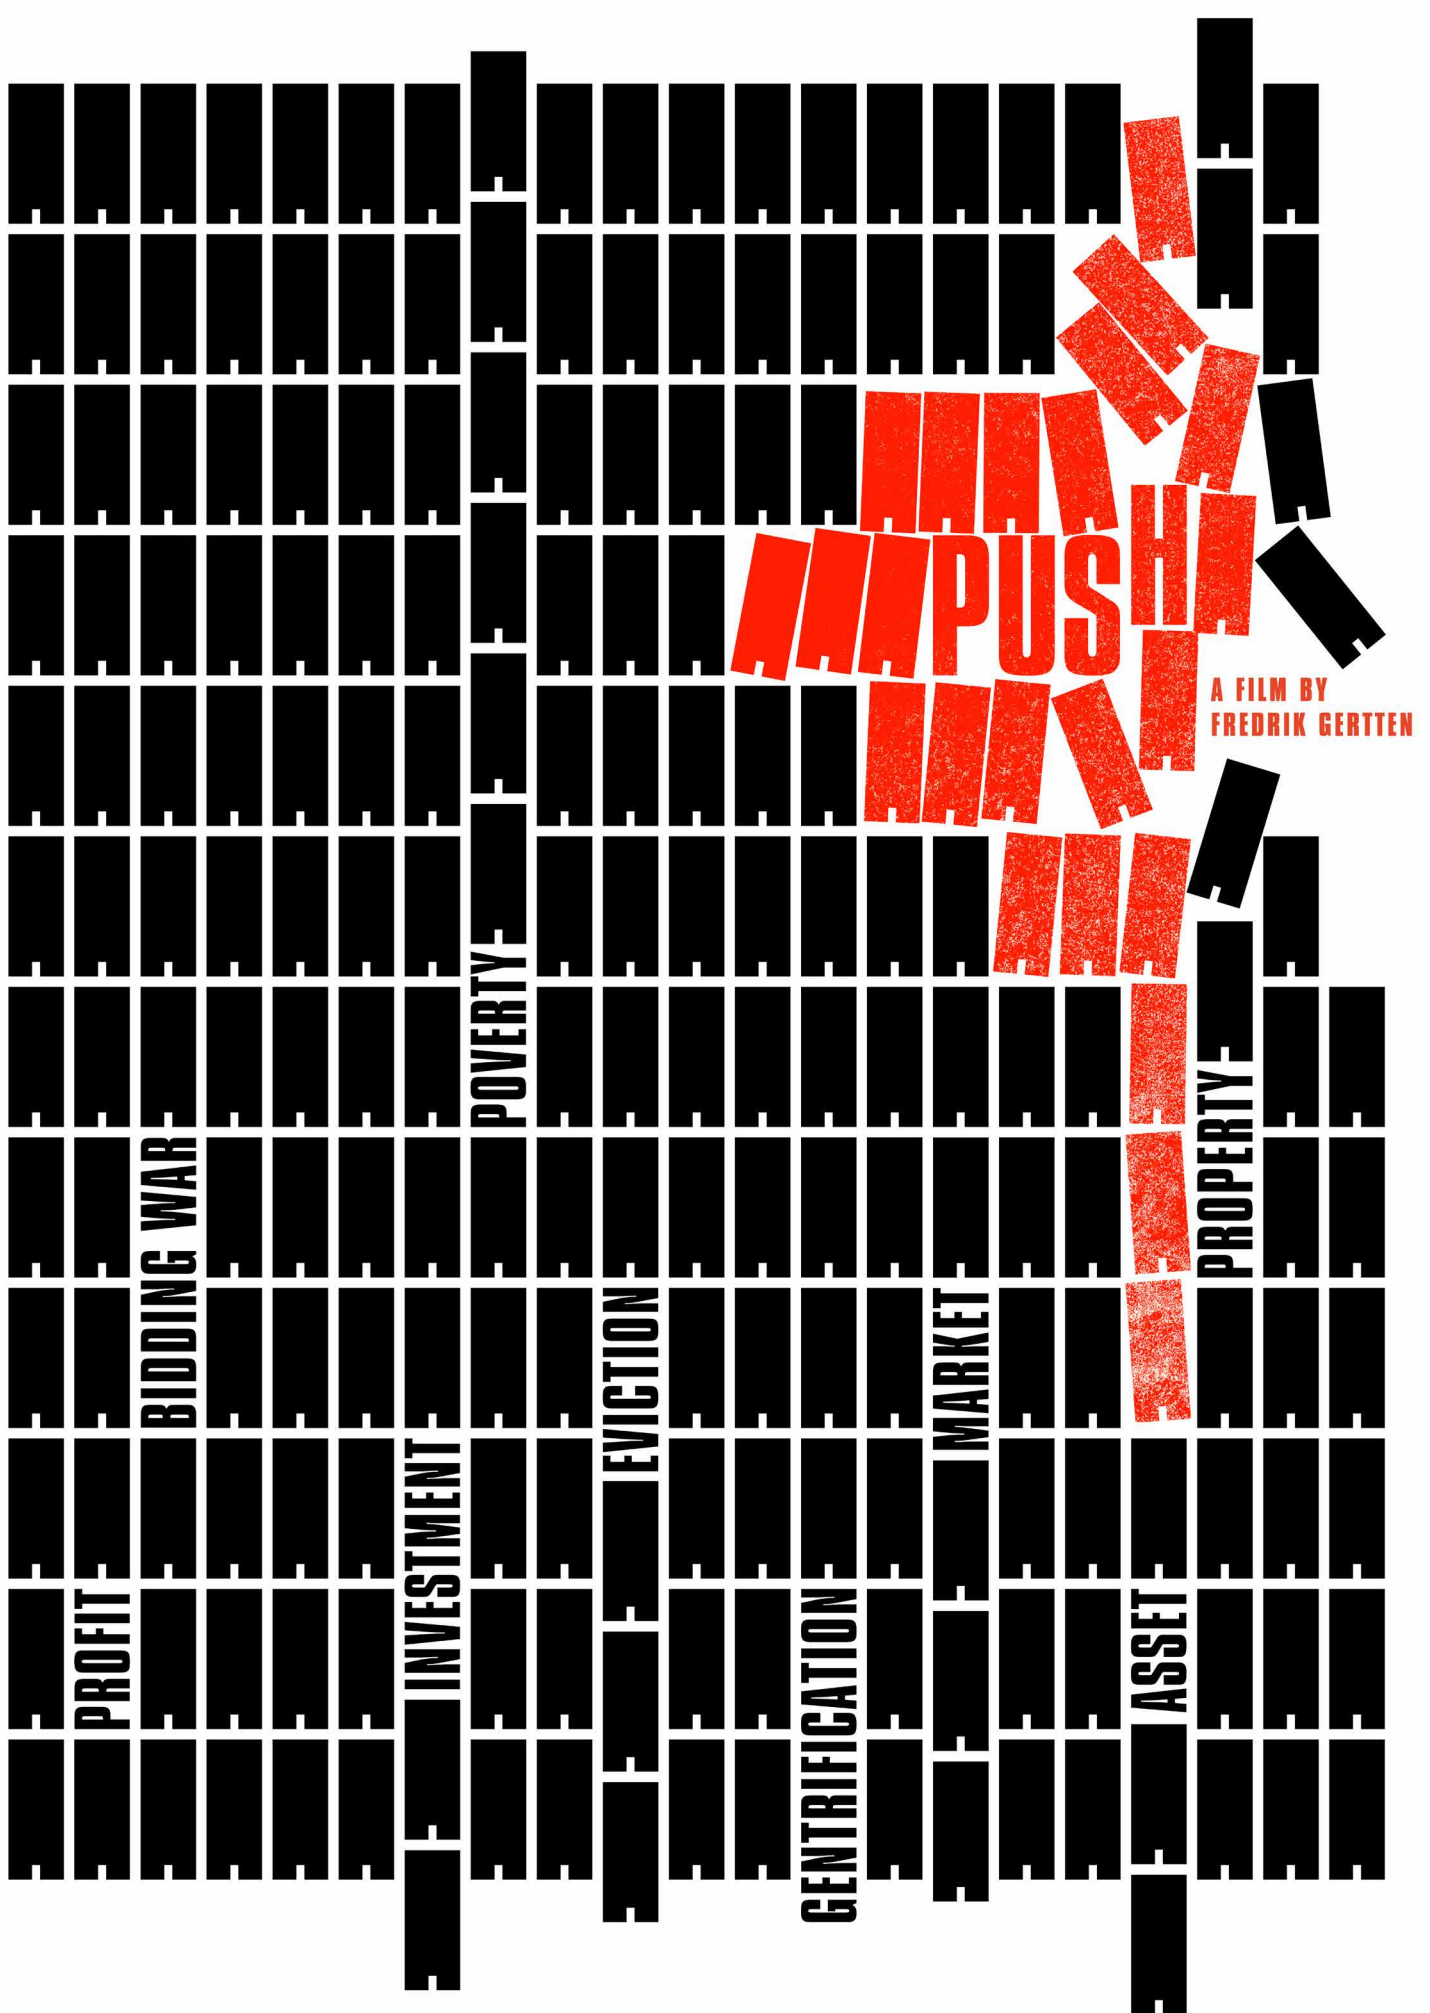 PUSH
A FILM BY
FREDRIK GERTTEN
POVERTY
PROPERTY
BIDDING WAR
EVICTION
MARKET
INVESTMENT
PROFIT
GENTRIFICATION
ASSET